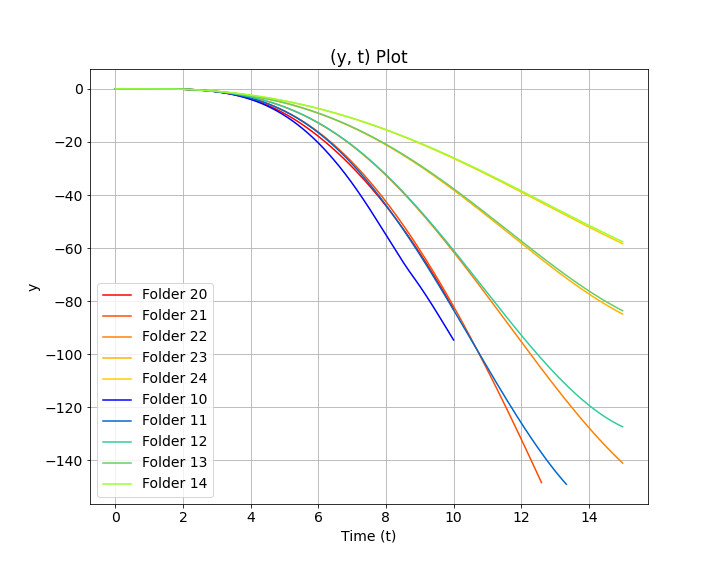 (y, t) Plot
y
0
−20
−40
−60
−80
−100
−120
−140
Folder 20
Folder 21
Folder 22
Folder 23
Folder 24
Folder 10
Folder 11
Folder 12
Folder 13
Folder 14
0 2 4 6 8 10 12 14
Time (t)